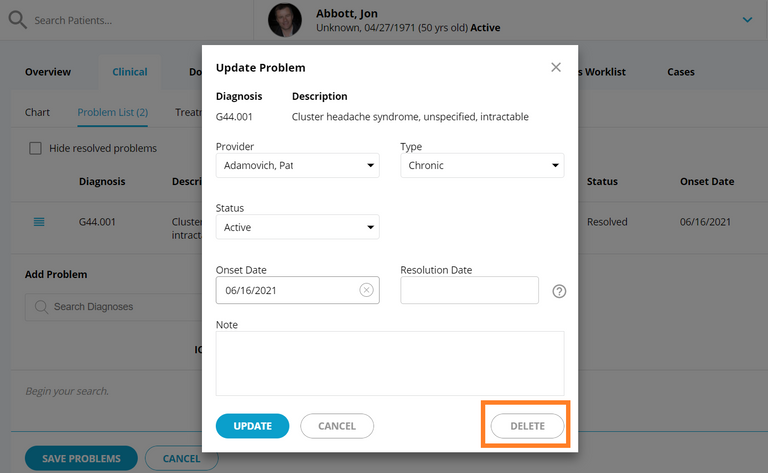 Search Patients...
Abbott, Jon
Unknown, 04/27/1971 (50 yrs old) Active
Overview
Clinical
Do
s Worklist
Cases
Chart
Problem List (2)
Treatr
Hide resolved problems
Diagnosis
Descri
Status
Onset Date
G44.001
Cluster
intract
Resolved
06/16/2021
Add Problem
Search Diagnoses
IC
Begin your search.
SAVE PROBLEMS
CANCEL
Update Problem
Diagnosis
Description
G44.001
Cluster headache syndrome, unspecified, intractable
Provider
Type
Adamovich, Pat
Chronic
Status
Active
Onset Date
Resolution Date
06/16/2021
Note
UPDATE
CANCEL
DELETE